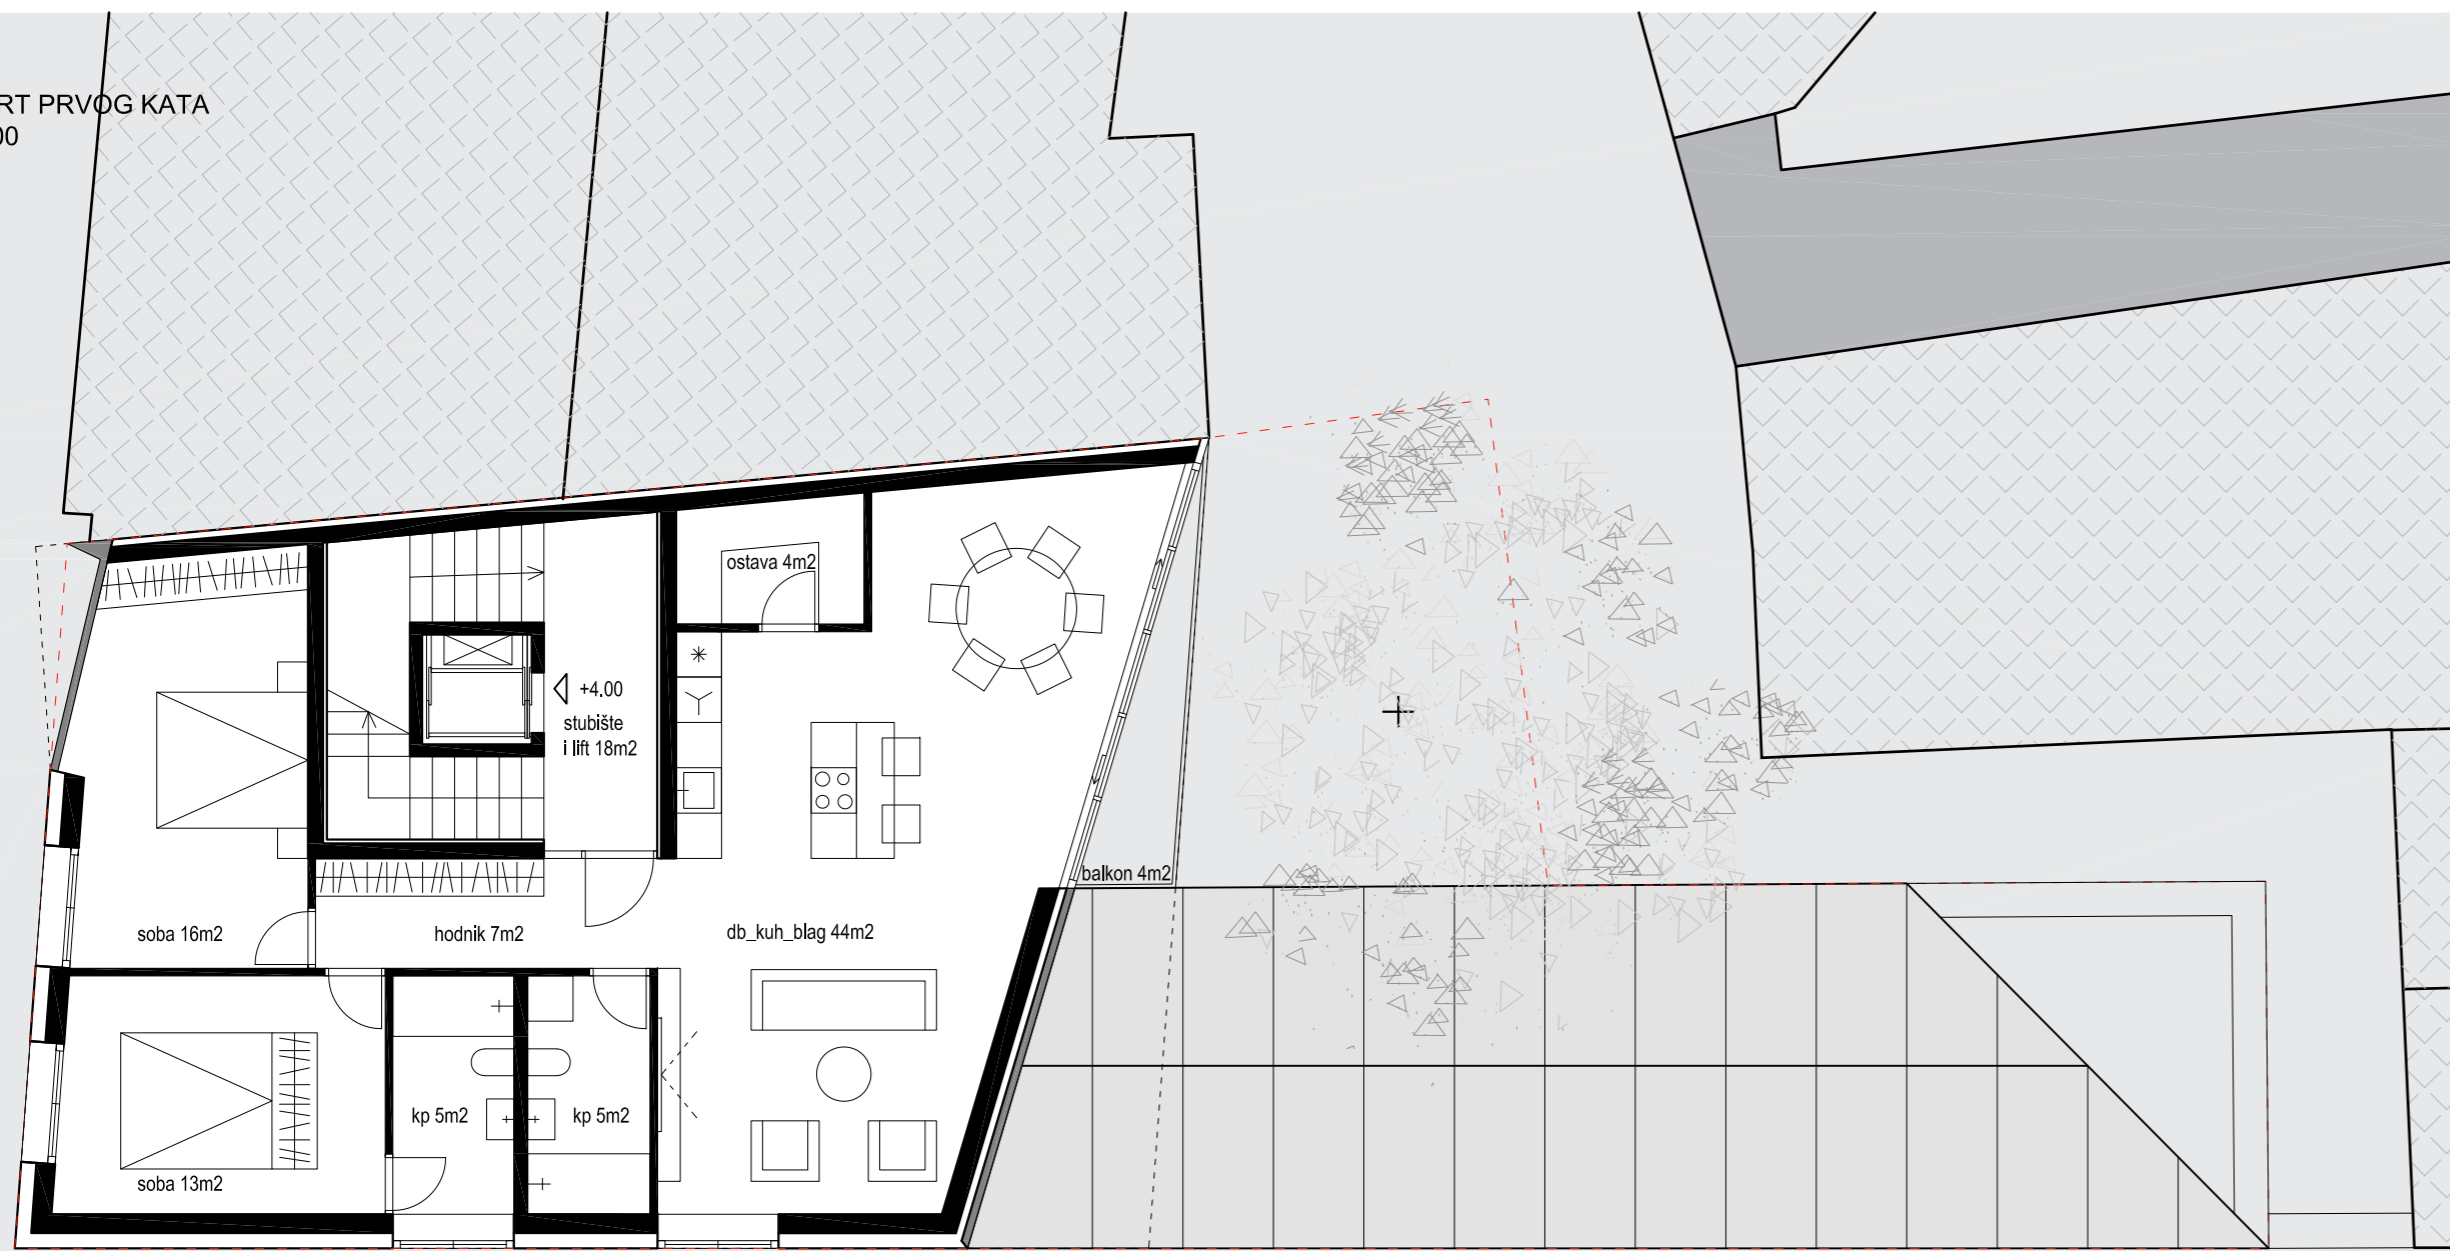 RT PRVOG KATA
00
ostava 4m2
+4.00
stubište
i lift 18m2
balkon 4m2
soba 16m2
hodnik 7m2
db_kuh_blag 44m2
kp 5m2
kp 5m2
soba 13m2